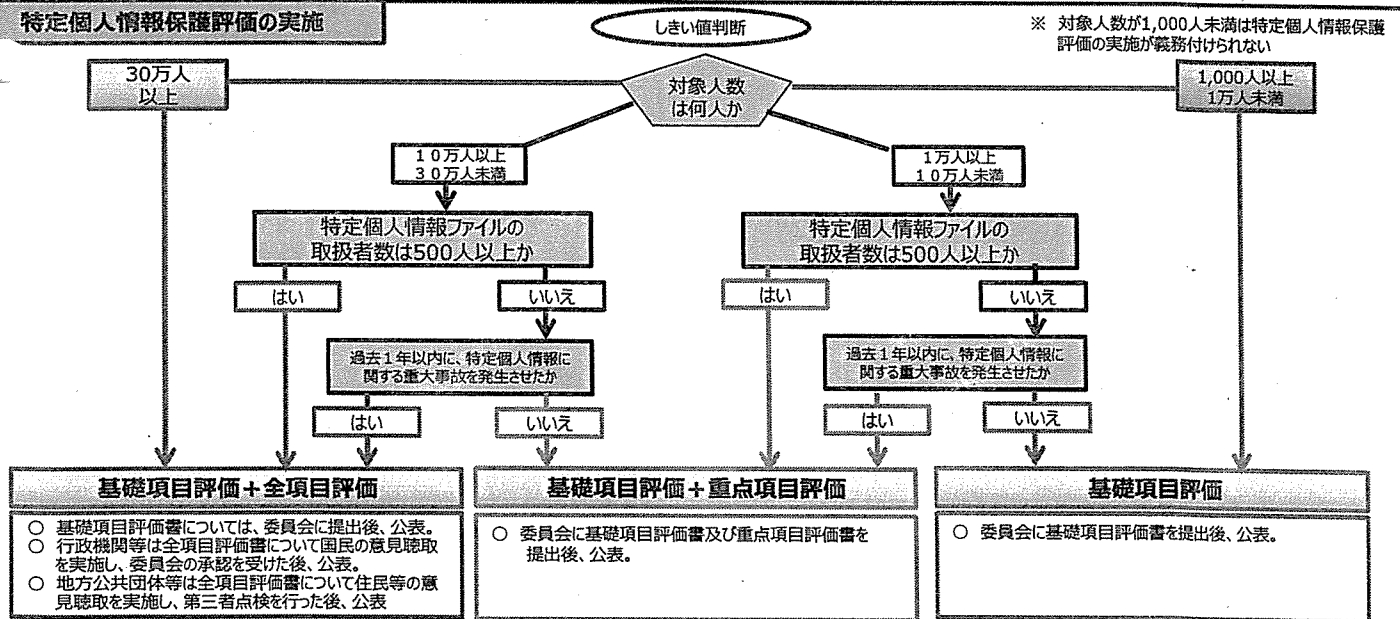 特定個人情報保護評価の実施
しきい値判断
※ 対象人数が1,000人未満は特定個人情報保護
評価の実施が義務付けられない
30万人
以上
対象人数
は何人か
1,000人以上
1万人未満
10万人以上
30万人未満
1万人以上
10万人未満
特定個人情報ファイルの
取扱者数は500人以上か
特定個人情報ファイルの
取扱者数は500人以上か
はい
いいえ
はい
いいえ
過去1年以内に、特定個人情報に
関する重大事故を発生させたか
過去1年以内に、特定個人情報に
関する重大事故を発生させたか
はい
いいえ
はい
いいえ
基礎項目評価+全項目評価
○ 基礎項目評価書については、委員会に提出後、公表。
○ 行政機関等は全項目評価書について国民の意見聴取
を実施し、委員会の承認を受けた後、公表。
○ 地方公共団体等は全項目評価書について住民等の意
見聴取を実施し、第三者点検を行った後、公表
基礎項目評価+重点項目評価
○ 委員会に基礎項目評価書及び重点項目評価書を
提出後、公表。
基礎項目評価
○ 委員会に基礎項目評価書を提出後、公表。